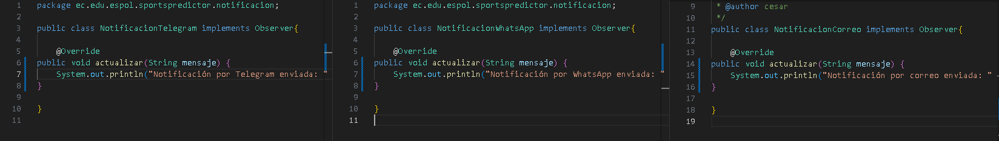 1 package ec.edu.espol.sportspredictor.notificacion;
2
3 public class NotificacionTelegram implements Observer{
4
5 @Override
6 public void actualizar(String mensaje) {
7 System.out.println("Notificación por Telegram enviada: "
8 }
9
10 }
11
1 package ec.edu.espol.sportspredictor.notificacion;
2
3 public class NotificacionWhatsApp implements Observer{
4
5 @Override
6 public void actualizar(String mensaje) {
7 System.out.println("Notificación por WhatsApp enviada: "
8 }
9
10 }
11
9 * @author cesar
10 */
11 public class NotificacionCorreo implements Observer{
12
13 @Override
14 public void actualizar(String mensaje) {
15 System.out.println("Notificación por correo enviada: "
16 }
17
18 }
19